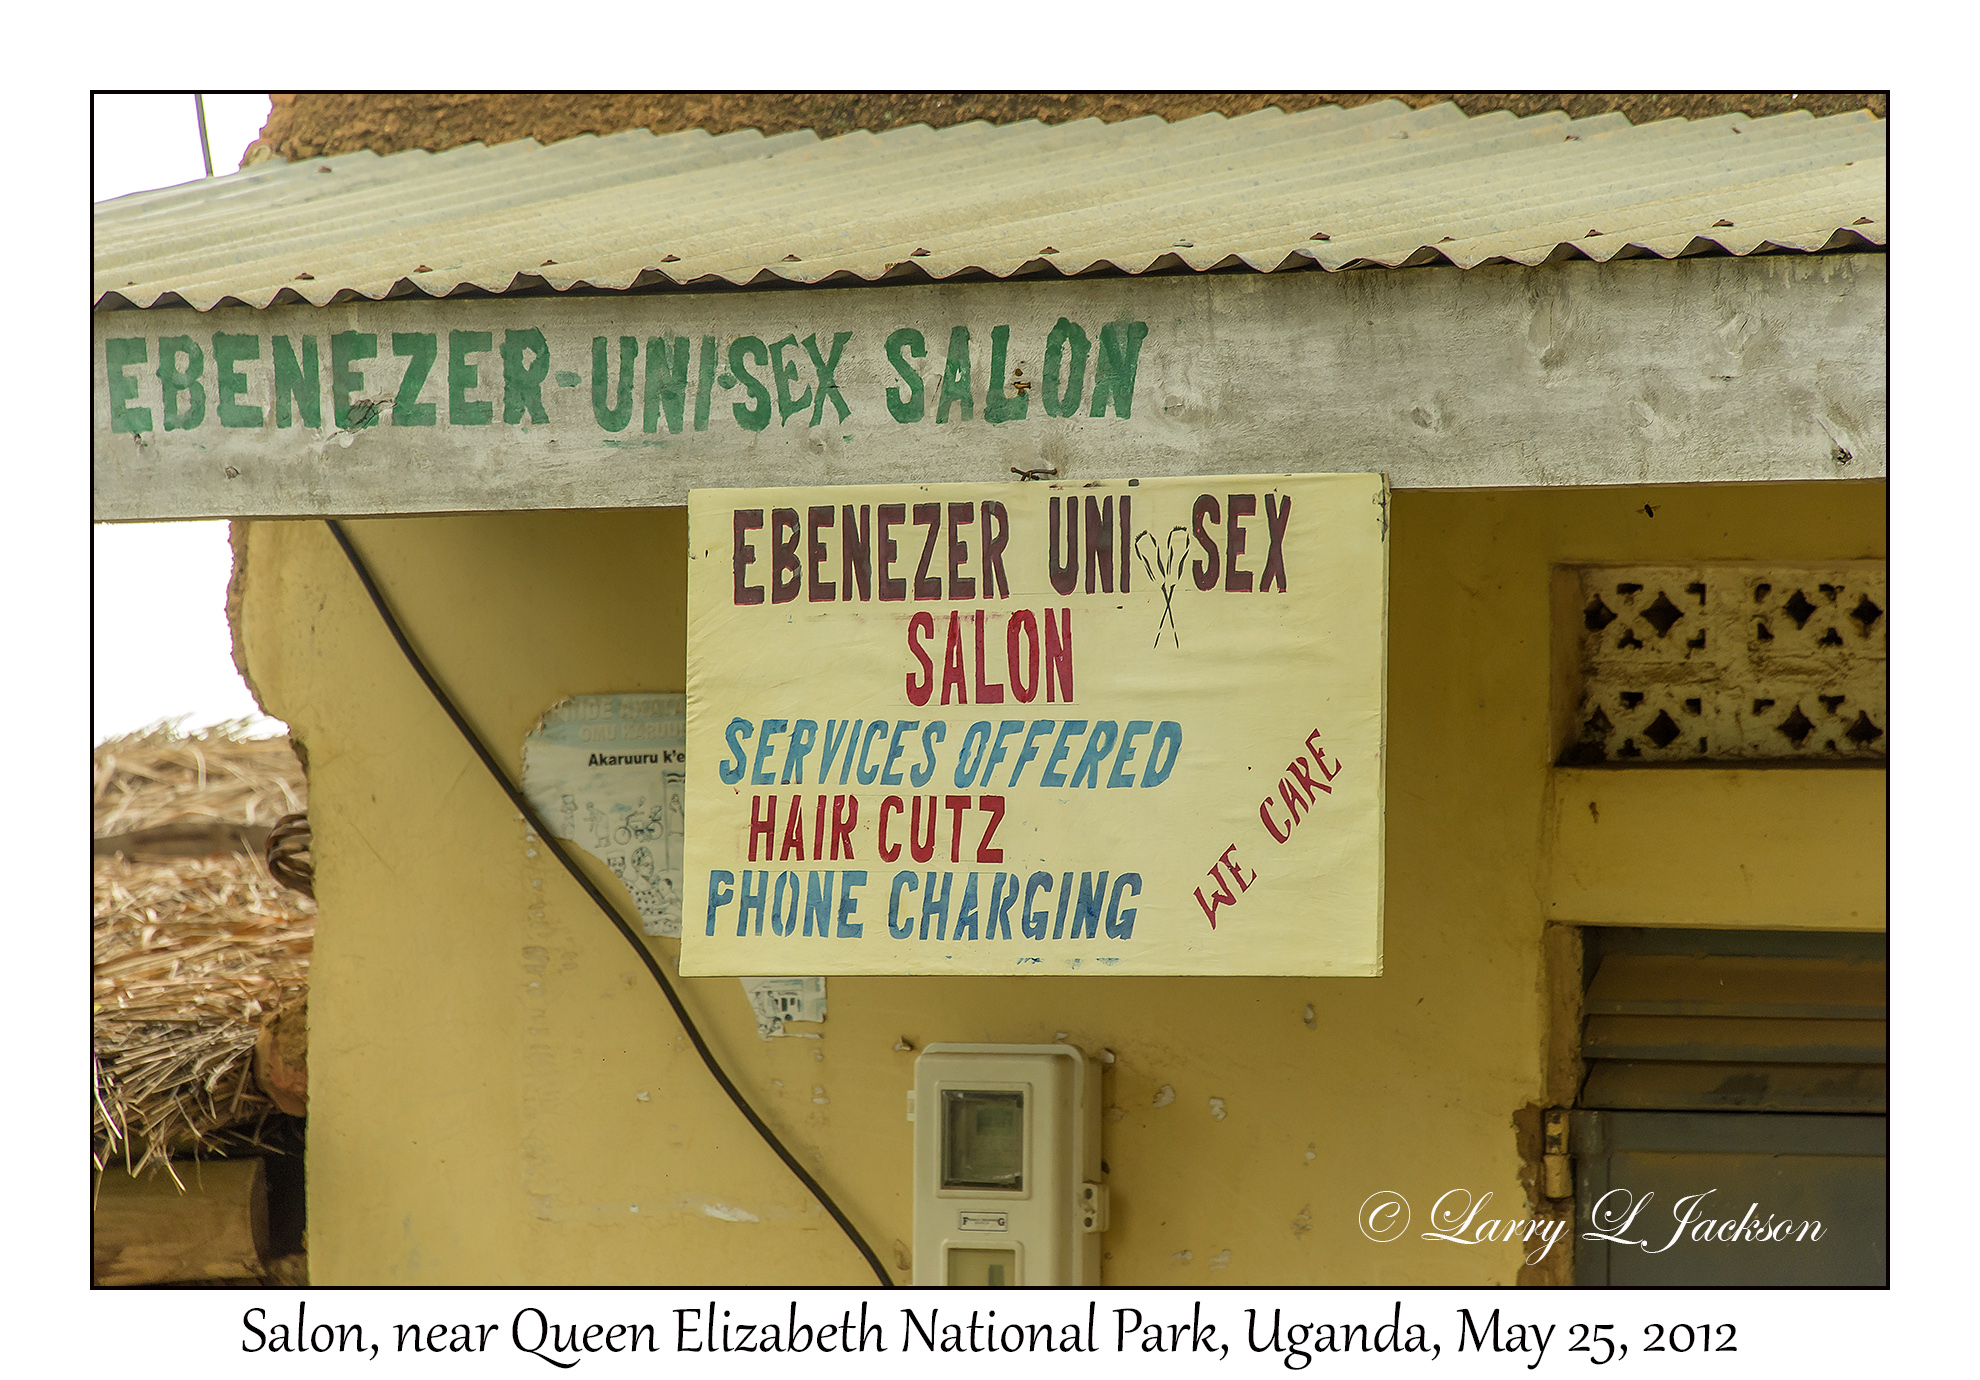 EBENEZER-UNI-SEX SALON
EBENEZER UNI SEX
SALON
SERVICES OFFERED
HAIR CUTZ
PHONE CHARGING
WE CARE
Akaruuru k'e
© Larry L Jackson
Salon, near Queen Elizabeth National Park, Uganda, May 25, 2012